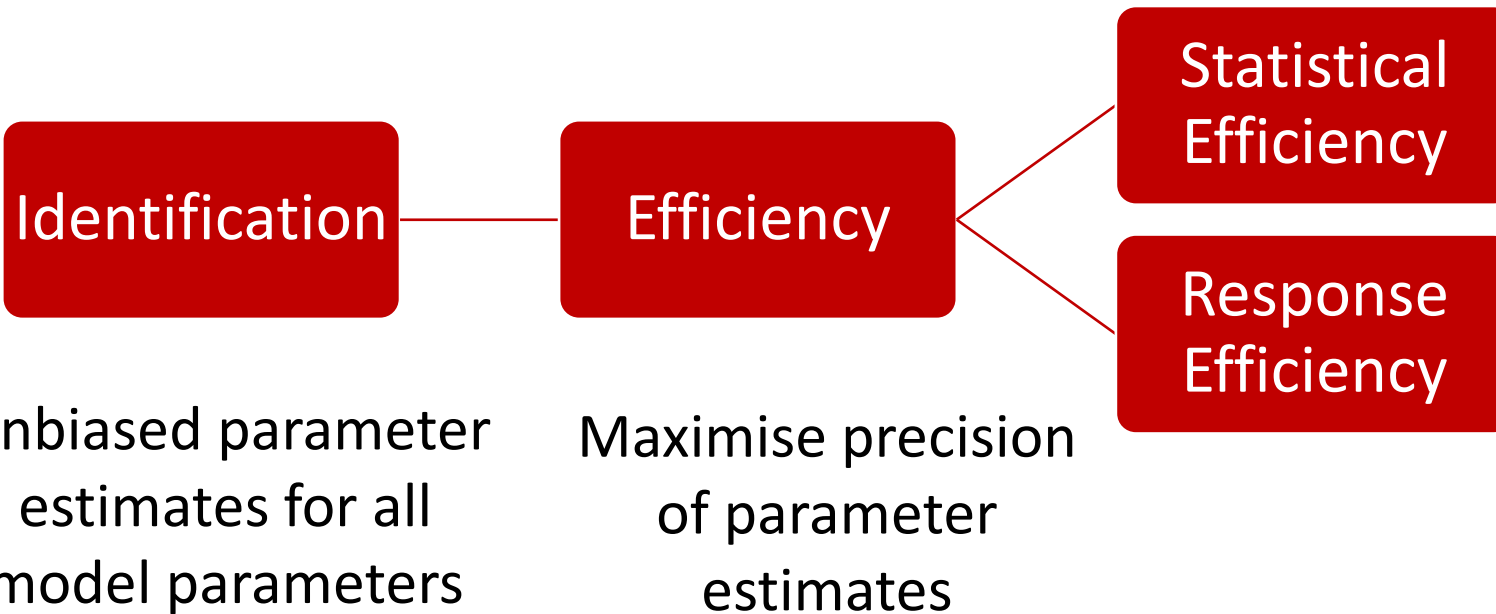 Identification
Efficiency
Statistical
Efficiency
Response
Efficiency
nbiased parameter
estimates for all
model parameters
Maximise precision
of parameter
estimates